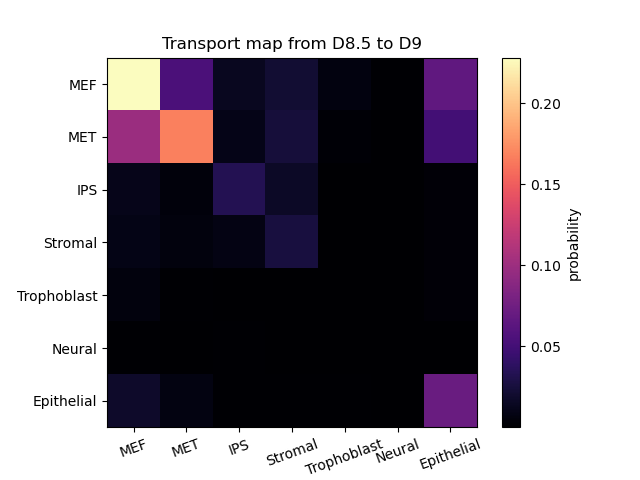 Transport map from D8.5 to D9
MEF
MET
IPS
Stromal
Trophoblast
Neural
Epithelial
MEF
MET
IPS
Stromal
Trophoblast
Neural
Epithelial
0.20
0.15
0.10
0.05
probability